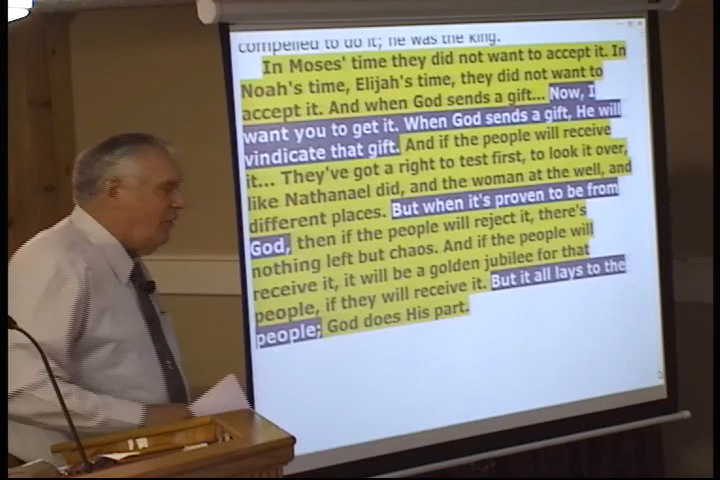 compelled to do it; he was the king.
In Moses' time they did not want to accept it. In
Noah's time, Elijah's time, they did not want to
accept it. And when God sends a gift... Now, I
want you to get it. When God sends a gift, He will
vindicate that gift. And if the people will receive
it... They've got a right to test first, to look it over,
like Nathanael did, and the woman at the well, and
different places. But when it's proven to be from
God, then if the people will reject it, there's
nothing left but chaos. And if the people will
receive it, it will be a golden jubilee for that
people, if they will receive it. But it all lays to the
people; God does His part.